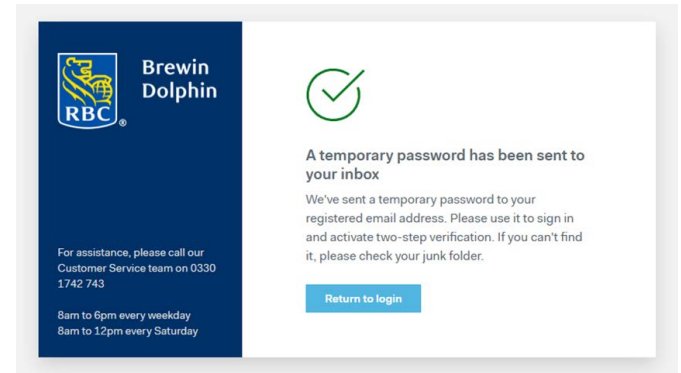 Brewin
Dolphin
RBC
®
A temporary password has been sent to
your inbox
We've sent a temporary password to your
registered email address. Please use it to sign in
and activate two-step verification. If you can't find
it, please check your junk folder.
Return to login
For assistance, please call our
Customer Service team on 0330
1742 743
8am to 6pm every weekday
8am to 12pm every Saturday